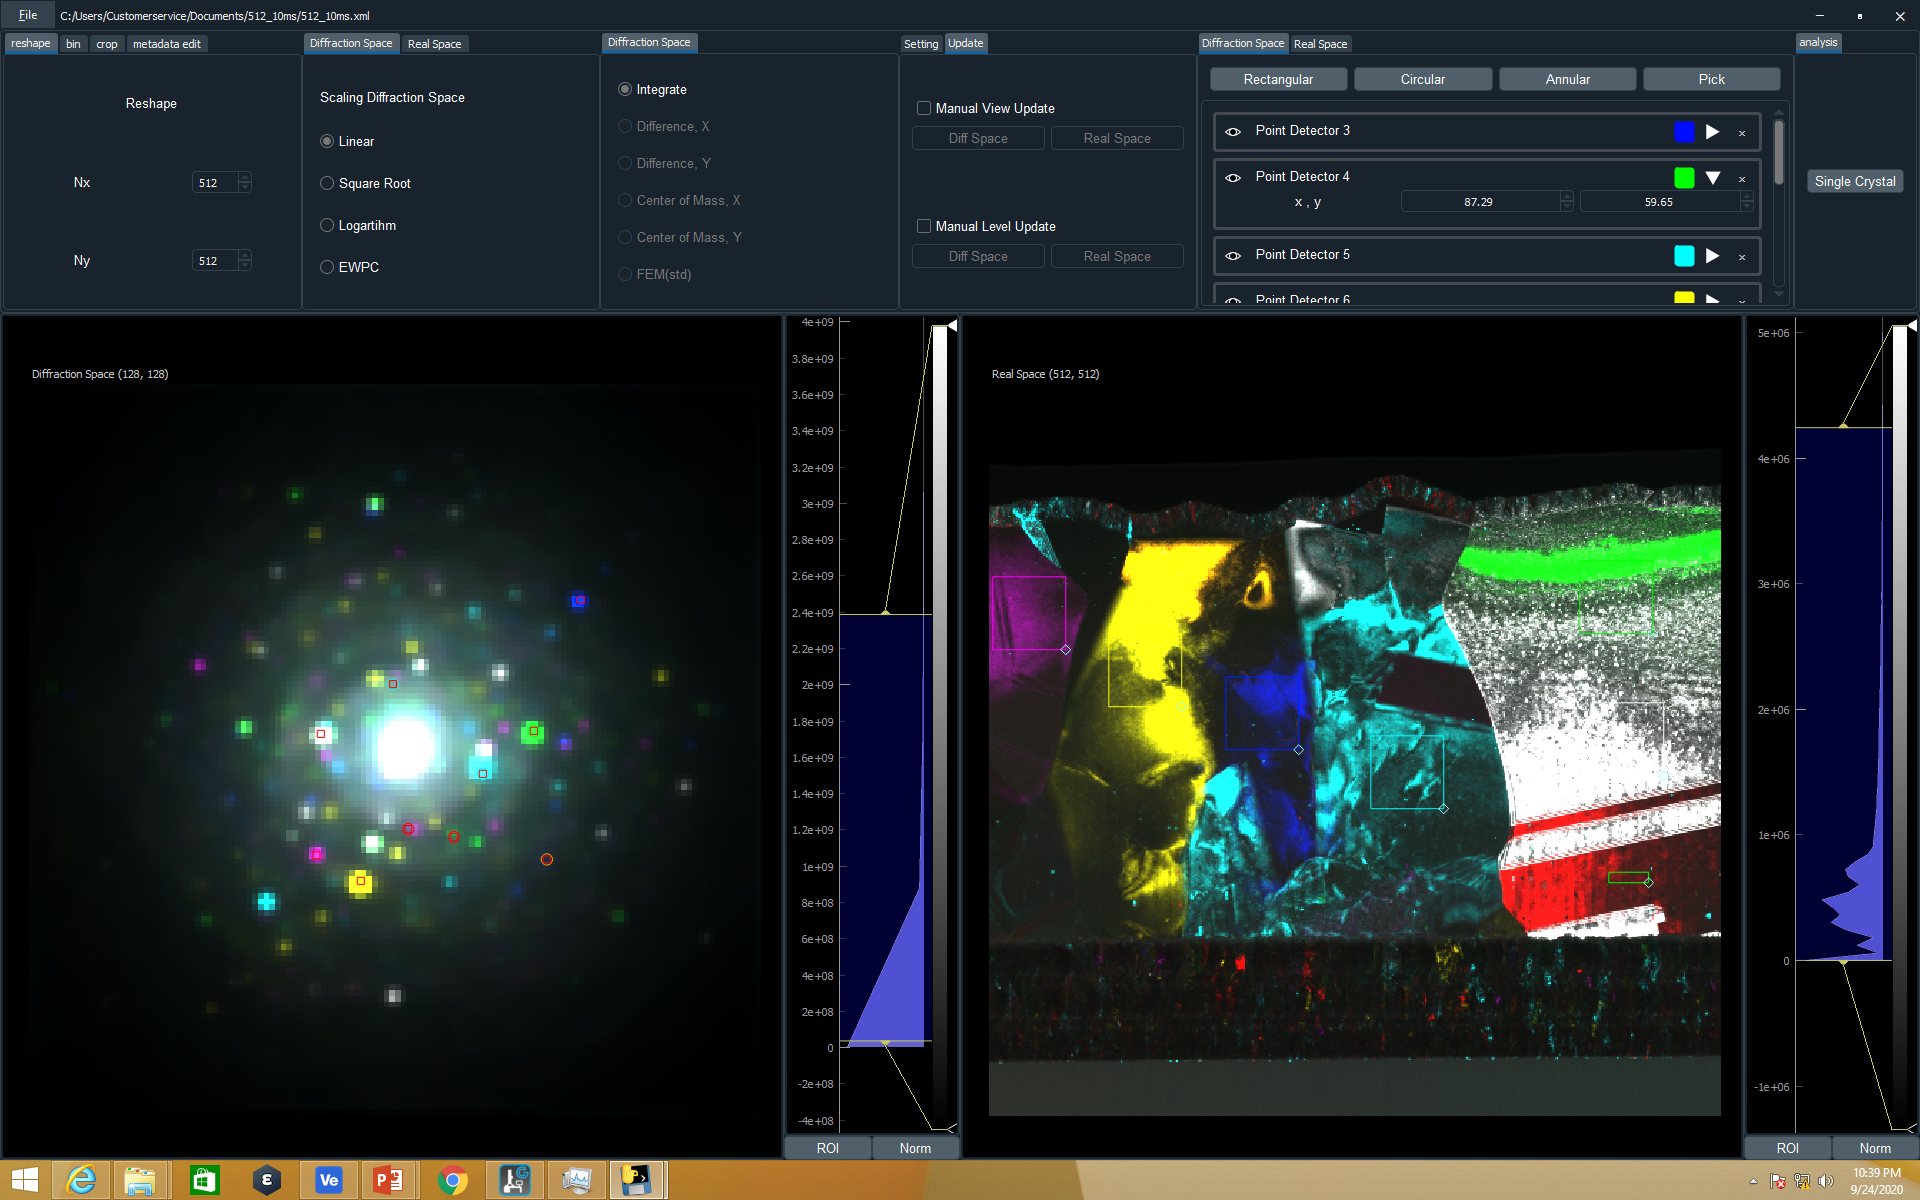 File C:/Users/Customerservice/Documents/512_10ms/512_10ms.xml
reshape bin crop metadata edit
Reshape
Nx 512
Ny 512
Diffraction Space Real Space
Scaling Diffraction Space
Linear
Square Root
Logartihm
EWPC
Diffraction Space
Integrate
Difference, X
Difference, Y
Center of Mass, X
Center of Mass, Y
FEM(std)
Setting Update
Manual View Update
Diff Space Real Space
Manual Level Update
Diff Space Real Space
Diffraction Space Real Space
Rectangular Circular Annular Pick
Point Detector 3
Point Detector 4
x , y 87.29 59.65
Point Detector 5
Point Detector 6
analysis
Single Crystal
Diffraction Space (128, 128)
4e+09
3.8e+09
3.6e+09
3.4e+09
3.2e+09
3e+09
2.8e+09
2.6e+09
2.4e+09
2.2e+09
2e+09
1.8e+09
1.6e+09
1.4e+09
1.2e+09
1e+09
8e+08
6e+08
4e+08
2e+08
0
-2e+08
-4e+08
ROI Norm
Real Space (512, 512)
5e+06
4e+06
3e+06
2e+06
1e+06
0
-1e+06
ROI Norm
Ve
10:39 PM
9/24/2020